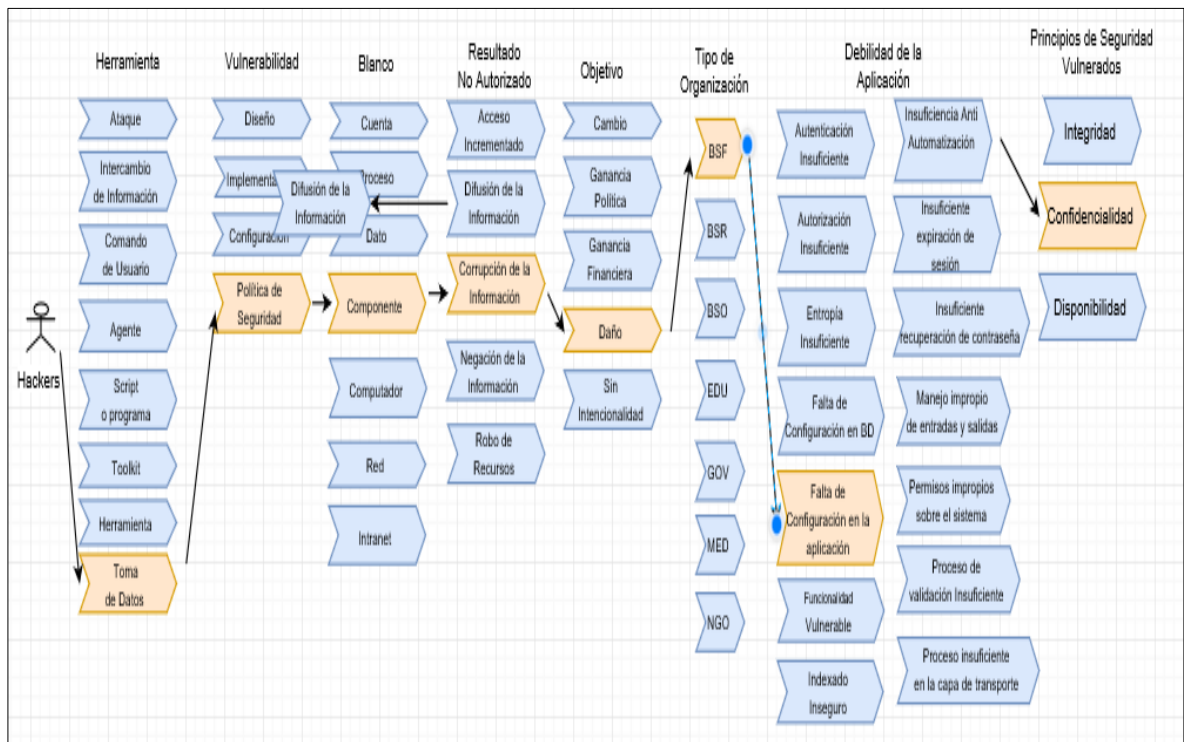 Herramienta
Vulnerabilidad
Blanco
Resultado
No Autorizado
Objetivo
Tipo de
Organización
Debilidad de la
Aplicación
Principios de Seguridad
Vulnerados
Hackers
Ataque
Intercambio
de Información
Comando
de Usuario
Agente
Script
o programa
Toolkit
Herramienta
Toma
de Datos
Diseño
Configuración
Política de
Seguridad
Difusión de la
Información
Cuenta
Dato
Componente
Computador
Red
Intranet
Acceso
Incrementado
Difusión de la
Información
Corrupción de la
Información
Negación de la
Información
Robo de
Recursos
Cambio
Ganancia
Política
Ganancia
Financiera
Daño
Sin
Intencionalidad
BSF
BSR
BSO
EDU
GOV
MED
NGO
Autenticación
Insuficiente
Autorización
Insuficiente
Entropía
Insuficiente
Falta de
Configuración en BD
Falta de
Configuración en la
aplicación
Funcionalidad
Vulnerable
Indexado
Inseguro
Insuficiencia Anti
Automatización
Insuficiente
expiración de
sesión
Insuficiente
recuperación de contraseña
Manejo impropio
de entradas y salidas
Permisos impropios
sobre el sistema
Proceso de
validación Insuficiente
Proceso insuficiente
en la capa de transporte
Integridad
Confidencialidad
Disponibilidad